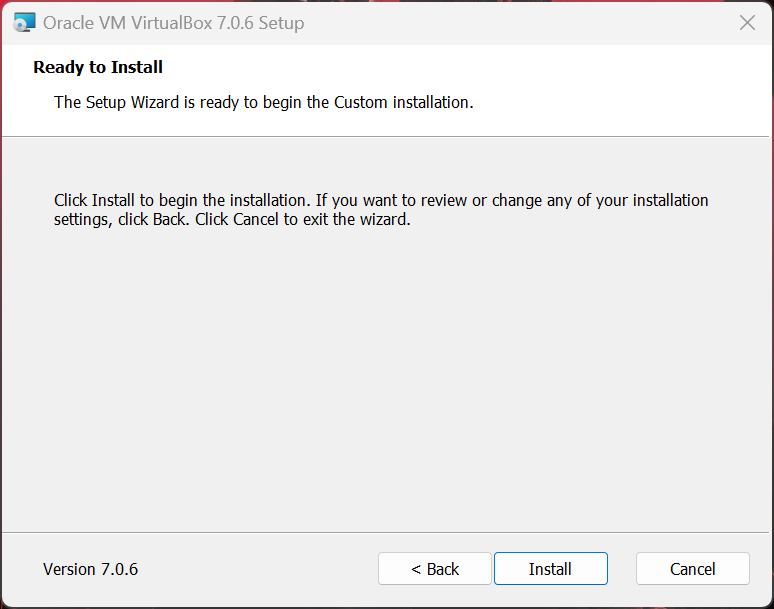 Oracle VM VirtualBox 7.0.6 Setup
Ready to Install
The Setup Wizard is ready to begin the Custom installation.
Click Install to begin the installation. If you want to review or change any of your installation
settings, click Back. Click Cancel to exit the wizard.
Version 7.0.6
< Back
Install
Cancel